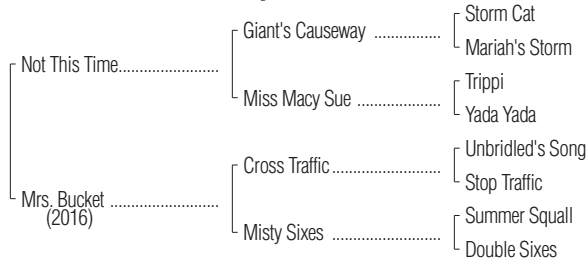 Storm Cat
Giant's Causeway ..................
Mariah's Storm
Not This Time.......................
Trippi
Miss Macy Sue ....................
Yada Yada
Unbridled's Song
Cross Traffic.........................
Stop Traffic
Mrs. Bucket .........................
(2016)
Summer Squall
Misty Sixes .........................
Double Sixes